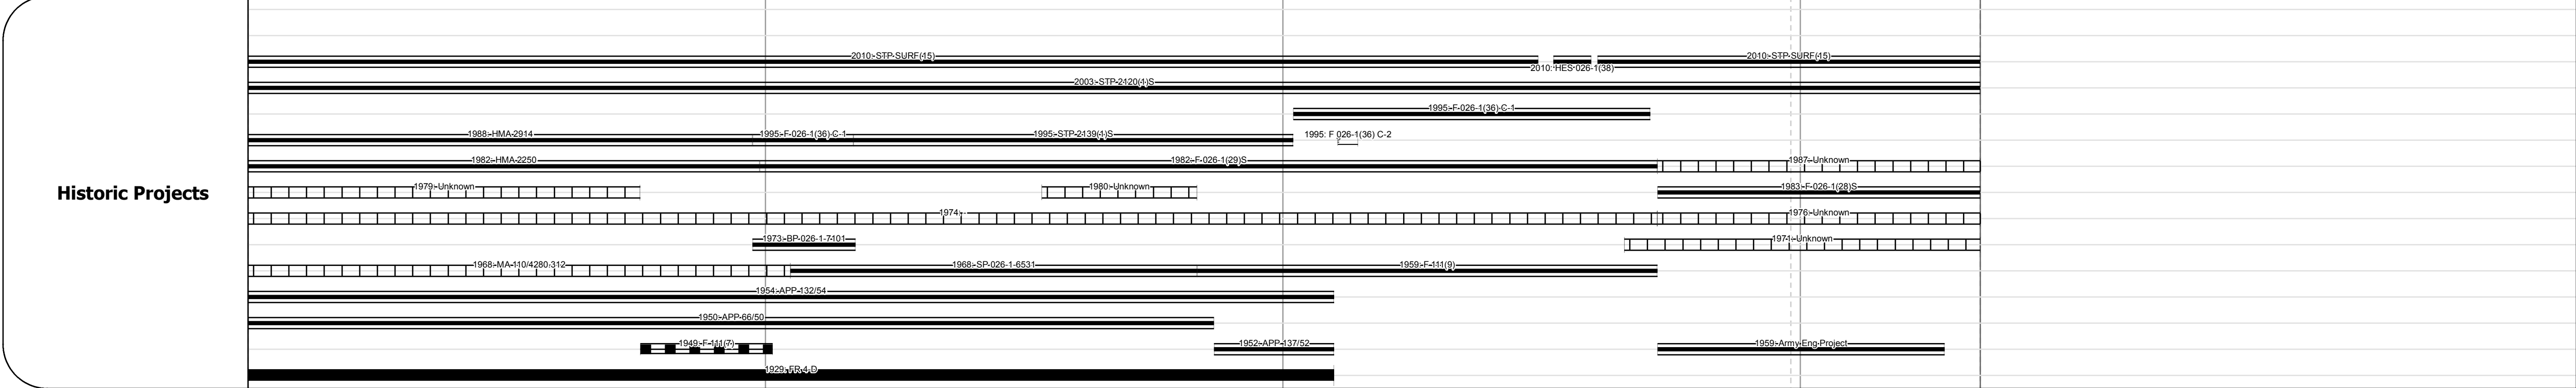 2010: STP-SURF(15)
2010: STP-SURF(15)
2010: HES 026-1(38)
2003: STP-2120(1)S
1995: F-026-1(36) C-1
1988: HMA-2914
1995: F-026-1(36) C-1
1995: STP-2139(1)S
1995: F 026-1(36) C-2
1982: HMA-2250
1982: F-026-1(29)S
1987: Unknown
Historic Projects
1979: Unknown
1980: Unknown
1983: F-026-1(28)S
1974: -
1976: Unknown
1973: BP-026-1-7101
1971: Unknown
1968: MA-110/4280-312
1968: SP-026-1-6531
1959: F-111(9)
1954: APP-132/54
1950: APP-66/50
1949: F-111(7)
1952: APP-137/52
1959: Army Eng Project
1929: FR-4-D